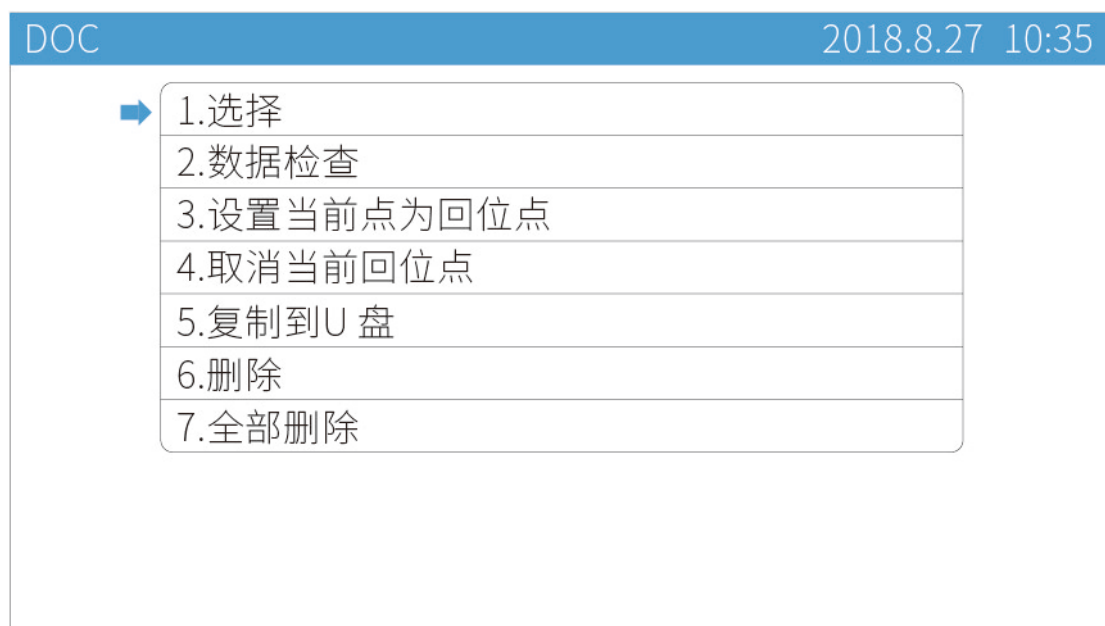 DOC 2018.8.27 10:35
1.选择
2.数据检查
3.设置当前点为回位点
4.取消当前回位点
5.复制到U 盘
6.删除
7.全部删除